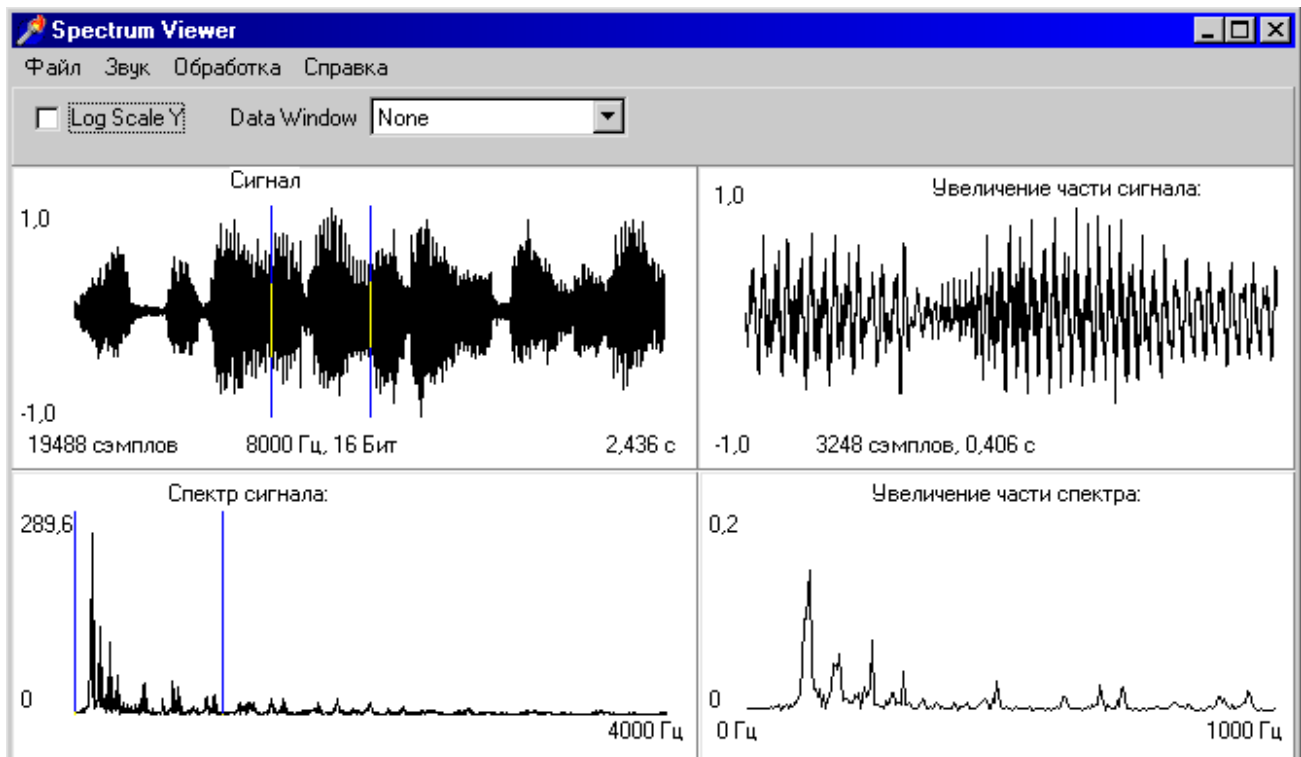 Spectrum Viewer
Файл Звук Обработка Справка
Log Scale Y Data Window None
Сигнал
1,0
-1,0
19488 сэмплов 8000 Гц, 16 Бит 2,436 с
Увеличение части сигнала:
1,0
-1,0 3248 сэмплов, 0,406 с
Спектр сигнала:
289,6
0
4000 Гц
Увеличение части спектра:
0,2
0
0 Гц 1000 Гц